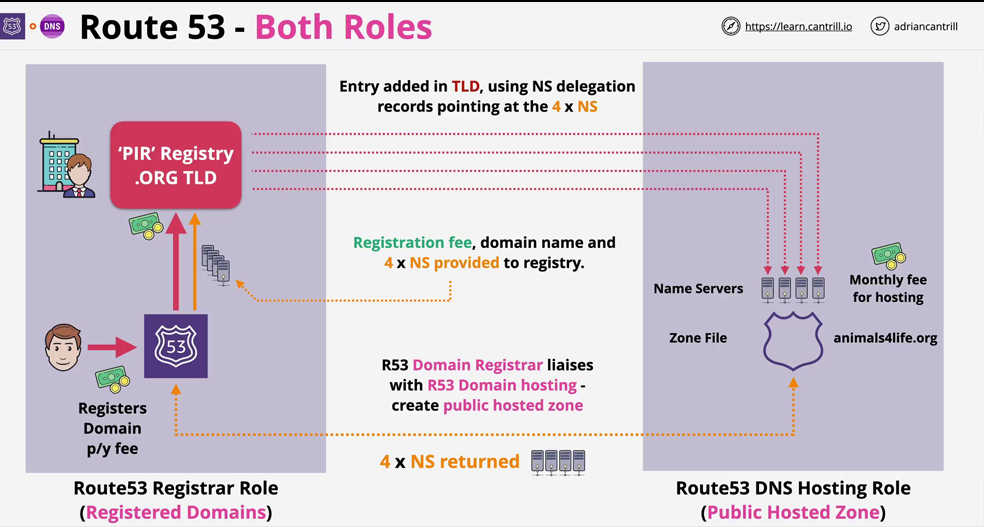 53
DNS
Route 53 - Both Roles
https://learn.cantrill.io
adriancantrill
Entry added in TLD, using NS delegation
records pointing at the 4 x NS
‘PIR’ Registry
.ORG TLD
Registration fee, domain name and
4 x NS provided to registry.
Name Servers
Monthly fee
for hosting
Zone File
animals4life.org
53
Registers
Domain
p/y fee
R53 Domain Registrar liaises
with R53 Domain hosting -
create public hosted zone
4 x NS returned
Route53 Registrar Role
(Registered Domains)
Route53 DNS Hosting Role
(Public Hosted Zone)